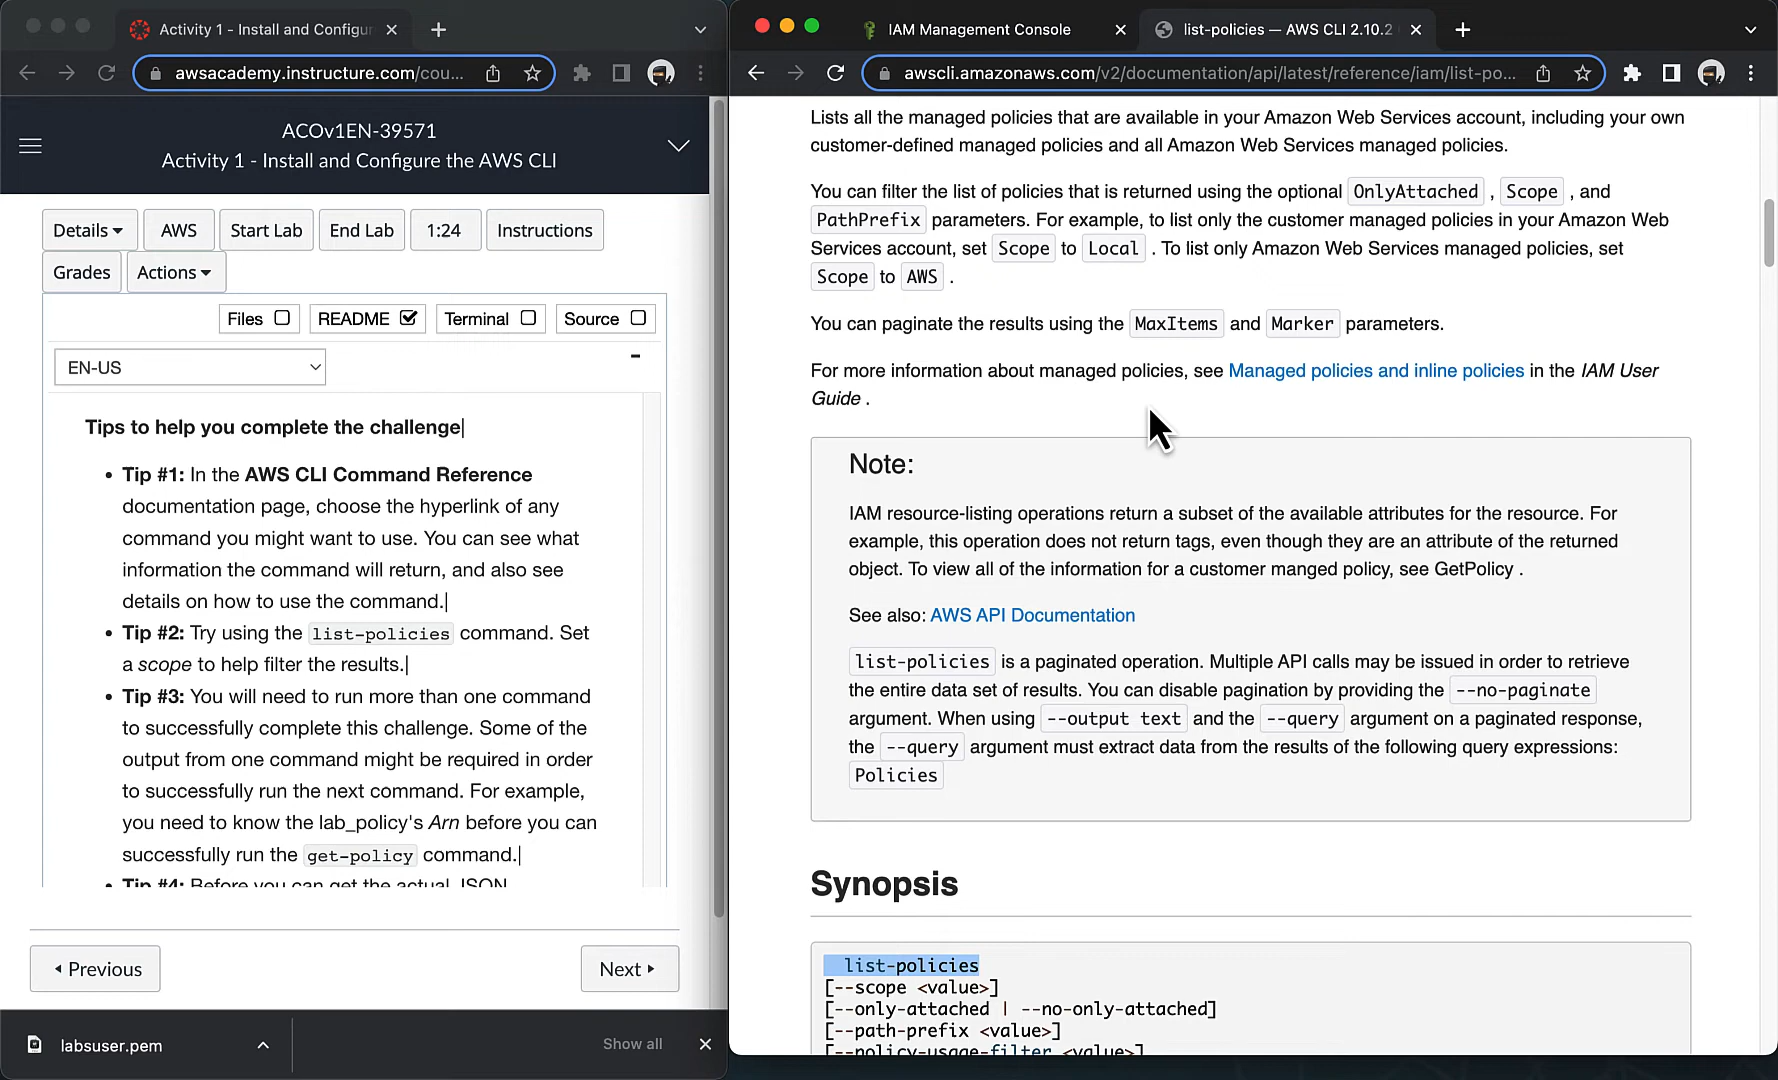 Activity 1 - Install and Configur
awsacademy.instructure.com/cou...
ACOv1EN-39571
Activity 1 - Install and Configure the AWS CLI
Details
AWS
Start Lab
End Lab
1:24
Instructions
Grades
Actions
Files
README
Terminal
Source
EN-US
Tips to help you complete the challenge
• Tip #1: In the AWS CLI Command Reference
documentation page, choose the hyperlink of any
command you might want to use. You can see what
information the command will return, and also see
details on how to use the command.
• Tip #2: Try using the list-policies command. Set
a scope to help filter the results.
• Tip #3: You will need to run more than one command
to successfully complete this challenge. Some of the
output from one command might be required in order
to successfully run the next command. For example,
you need to know the lab_policy's Arn before you can
successfully run the get-policy command.
• Tip #4: Before you can get the actual JSON
Previous
Next
labsuser.pem
Show all
IAM Management Console
list-policies — AWS CLI 2.10.2
awscli.amazonaws.com/v2/documentation/api/latest/reference/iam/list-po...
Lists all the managed policies that are available in your Amazon Web Services account, including your own
customer-defined managed policies and all Amazon Web Services managed policies.
You can filter the list of policies that is returned using the optional OnlyAttached , Scope , and
PathPrefix parameters. For example, to list only the customer managed policies in your Amazon Web
Services account, set Scope to Local . To list only Amazon Web Services managed policies, set
Scope to AWS .
You can paginate the results using the MaxItems and Marker parameters.
For more information about managed policies, see Managed policies and inline policies in the IAM User
Guide .
Note:
IAM resource-listing operations return a subset of the available attributes for the resource. For
example, this operation does not return tags, even though they are an attribute of the returned
object. To view all of the information for a customer manged policy, see GetPolicy .
See also: AWS API Documentation
list-policies is a paginated operation. Multiple API calls may be issued in order to retrieve
the entire data set of results. You can disable pagination by providing the --no-paginate
argument. When using --output text and the --query argument on a paginated response,
the --query argument must extract data from the results of the following query expressions:
Policies
Synopsis
list-policies
[--scope <value>]
[--only-attached | --no-only-attached]
[--path-prefix <value>]
[--policy-usage-filter <value>]